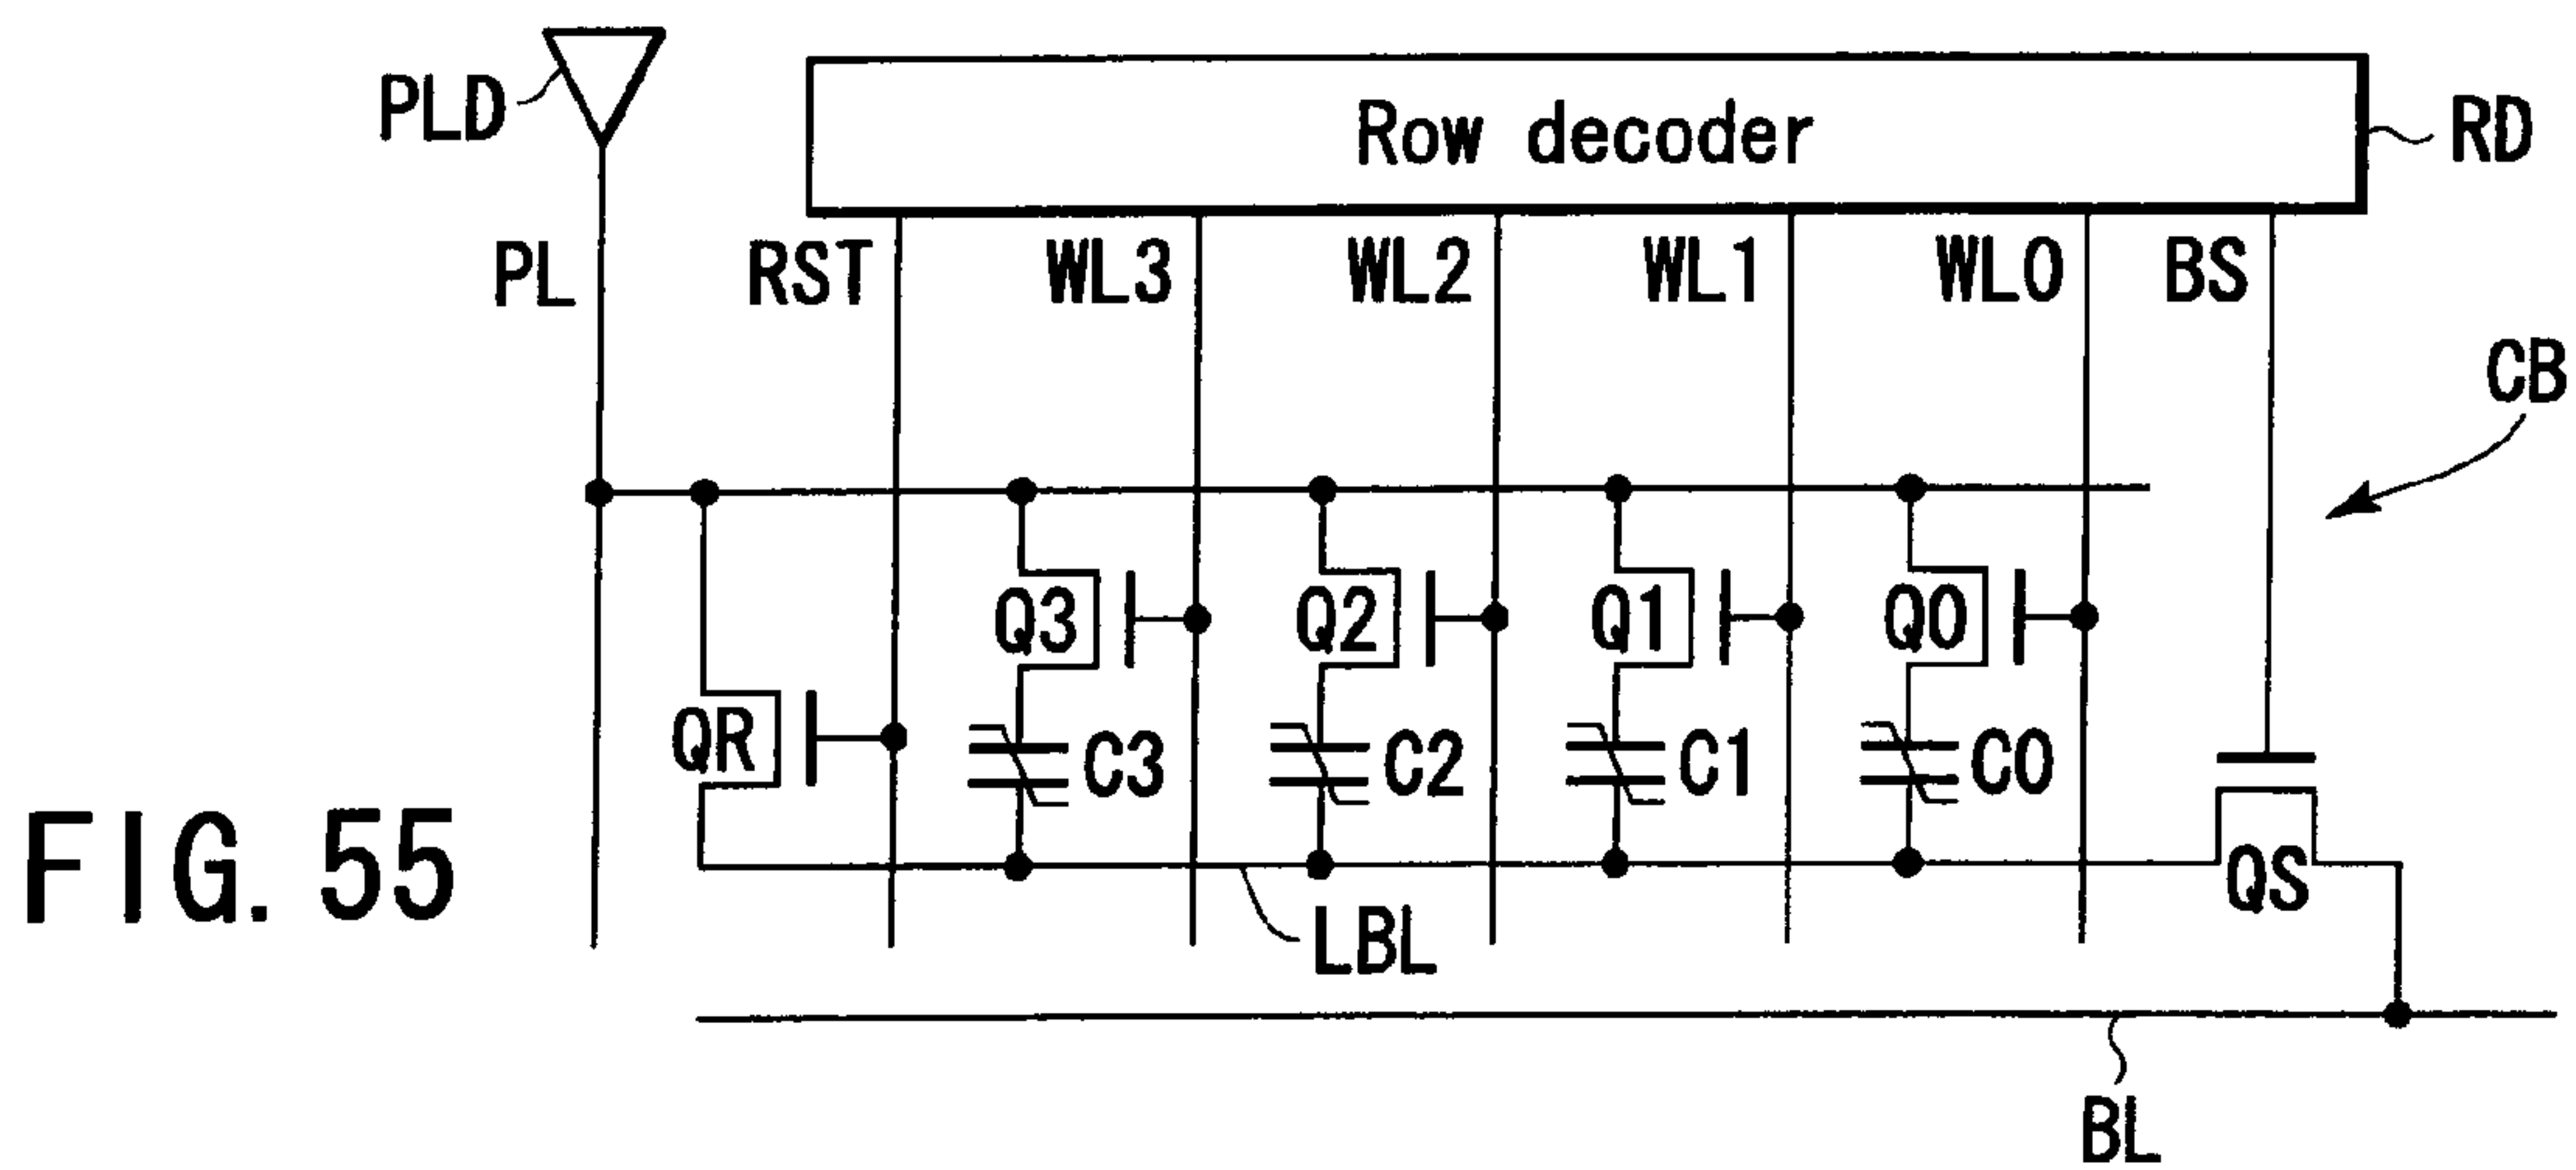 PLD
Row decoder
RD
PL
RST
WL3
WL2
WL1
WL0
BS
CB
Q3
Q2
Q1
Q0
QR
C3
C2
C1
C0
QS
FIG. 55
LBL
BL